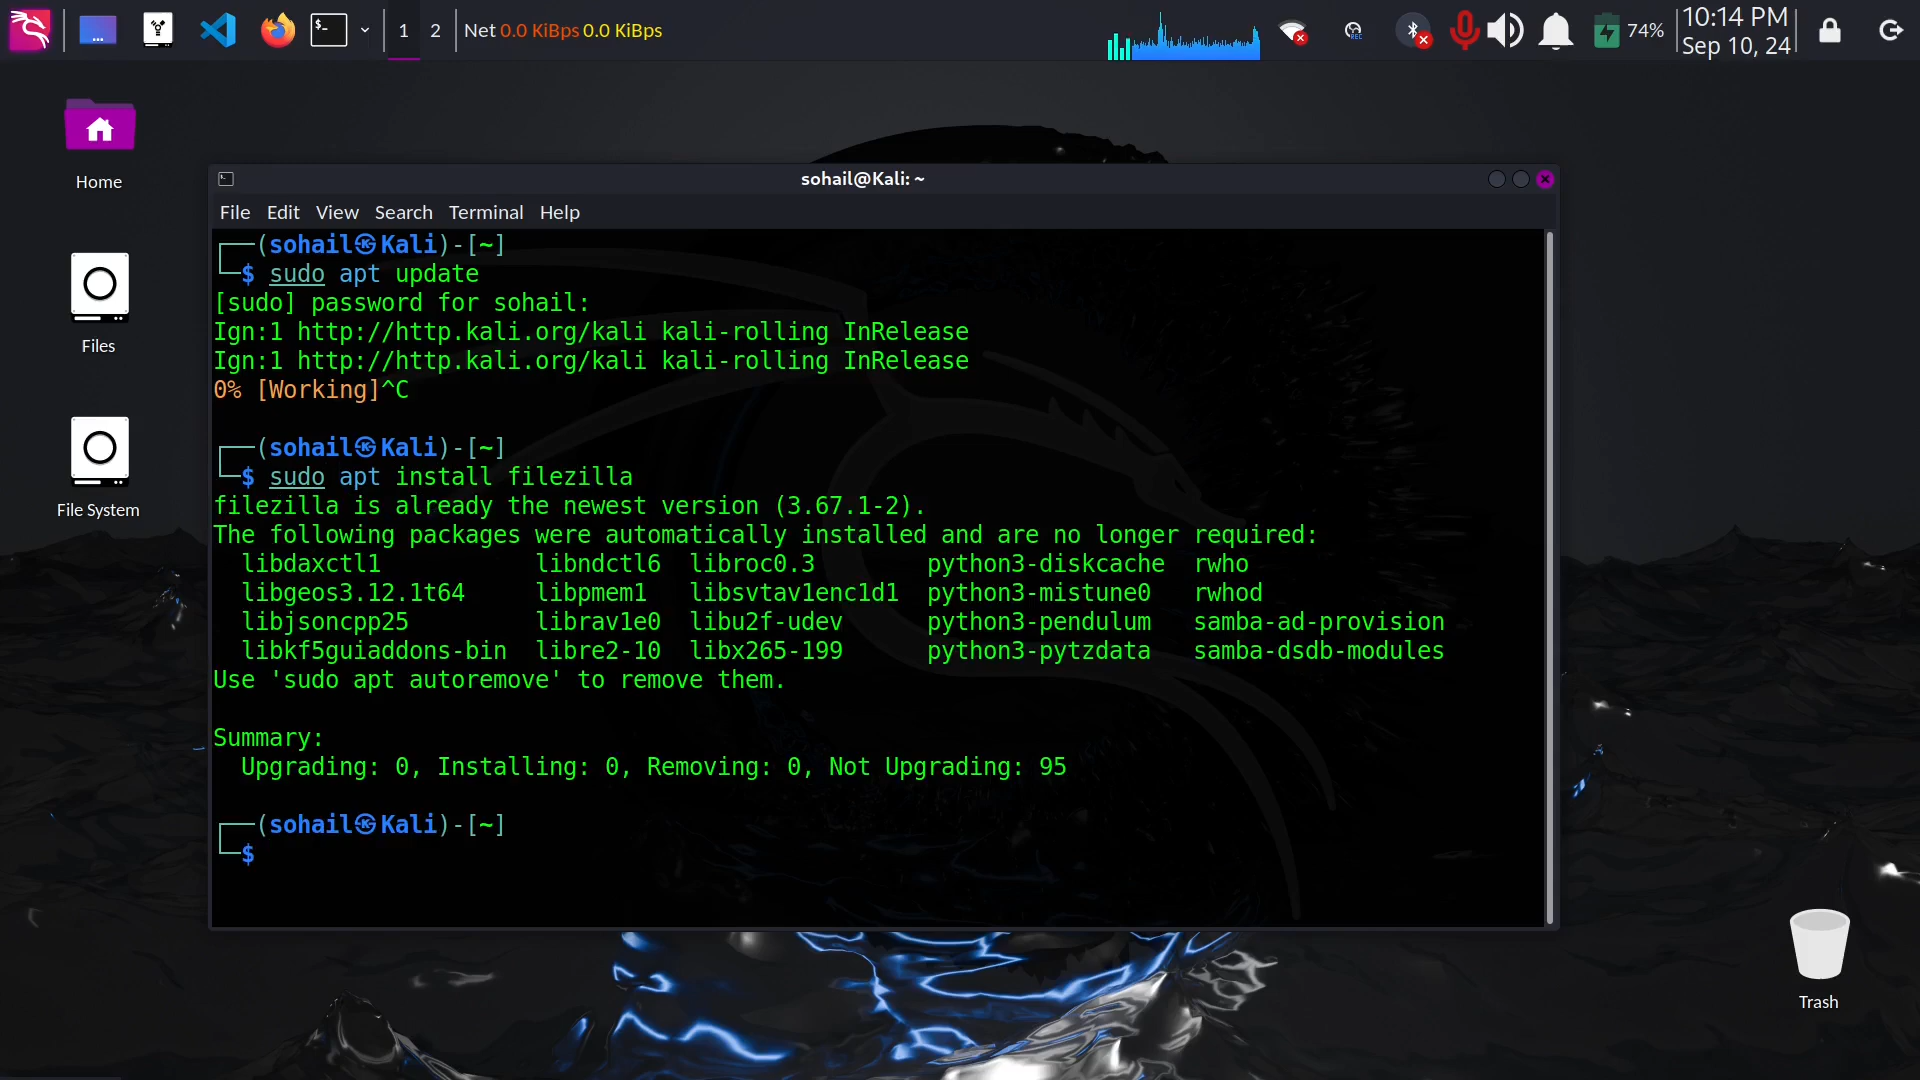 1 2 Net 0.0 KiBps 0.0 KiBps
REC
74%
10:14 PM
Sep 10, 24
Home
Files
File System
Trash
sohail@Kali: ~
File Edit View Search Terminal Help
┌──(sohail㉿Kali)-[~]
└─$ sudo apt update
[sudo] password for sohail:
Ign:1 http://http.kali.org/kali kali-rolling InRelease
Ign:1 http://http.kali.org/kali kali-rolling InRelease
0% [Working]^C
┌──(sohail㉿Kali)-[~]
└─$ sudo apt install filezilla
filezilla is already the newest version (3.67.1-2).
The following packages were automatically installed and are no longer required:
libdaxctl1 libndctl6 libroc0.3 python3-diskcache rwho
libgeos3.12.1t64 libpmem1 libsvtav1enc1d1 python3-mistune0 rwhod
libjsoncpp25 librav1e0 libu2f-udev python3-pendulum samba-ad-provision
libkf5guiaddons-bin libre2-10 libx265-199 python3-pytzdata samba-dsdb-modules
Use 'sudo apt autoremove' to remove them.
Summary:
Upgrading: 0, Installing: 0, Removing: 0, Not Upgrading: 95
┌──(sohail㉿Kali)-[~]
└─$